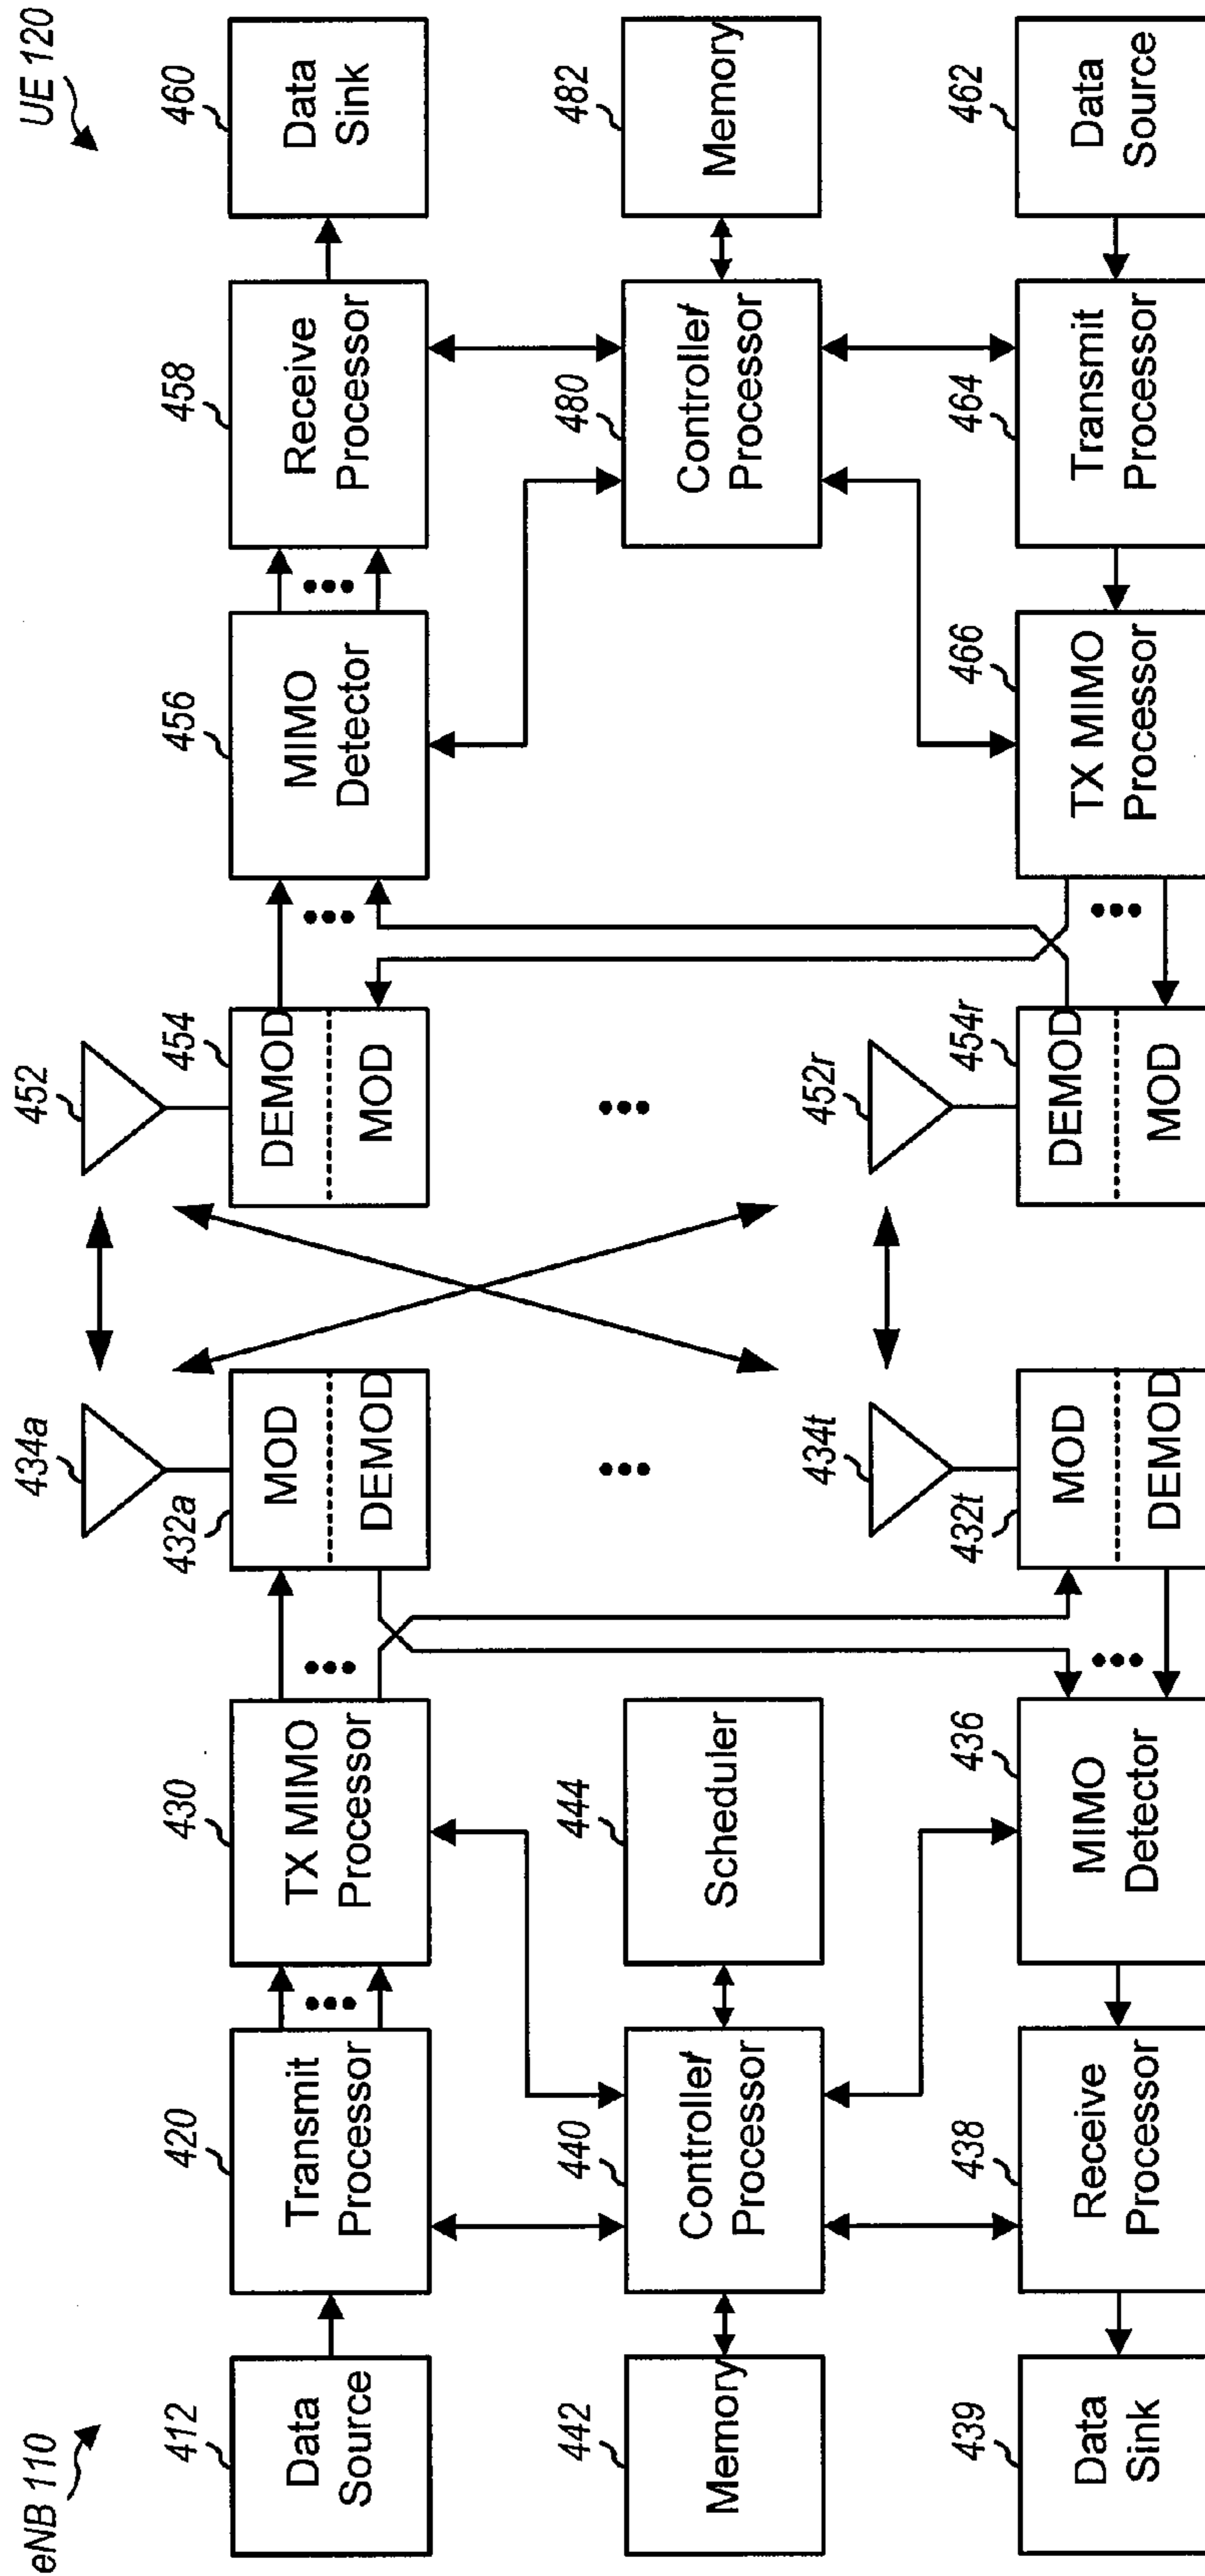 eNB 110
UE 120
412
Data
Source
420
Transmit
Processor
430
TX MIMO
Processor
432a
MOD
DEMOD
434a
452
454
DEMOD
MOD
456
MIMO
Detector
458
Receive
Processor
460
Data
Sink
442
Memory
440
Controller/
Processor
444
Scheduler
480
Controller/
Processor
482
Memory
439
Data
Sink
438
Receive
Processor
436
MIMO
Detector
432t
MOD
DEMOD
434t
452r
454r
DEMOD
MOD
466
TX MIMO
Processor
464
Transmit
Processor
462
Data
Source